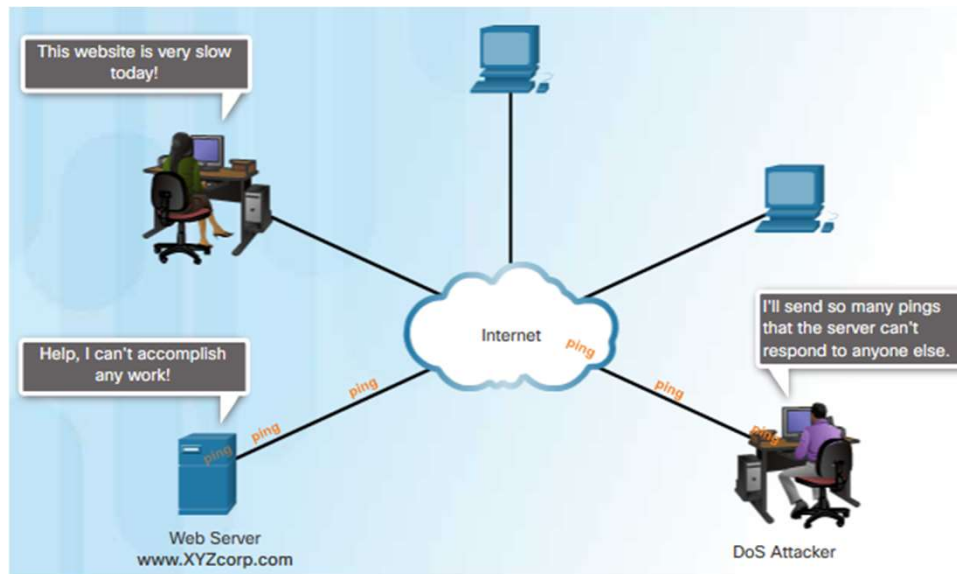 This website is very slow
today!
Internet
ping
I'll send so many pings
that the server can't
respond to anyone else.
Help, I can't accomplish
any work!
ping
ping
ping
ping
ping
Web Server
www.XYZcorp.com
DoS Attacker